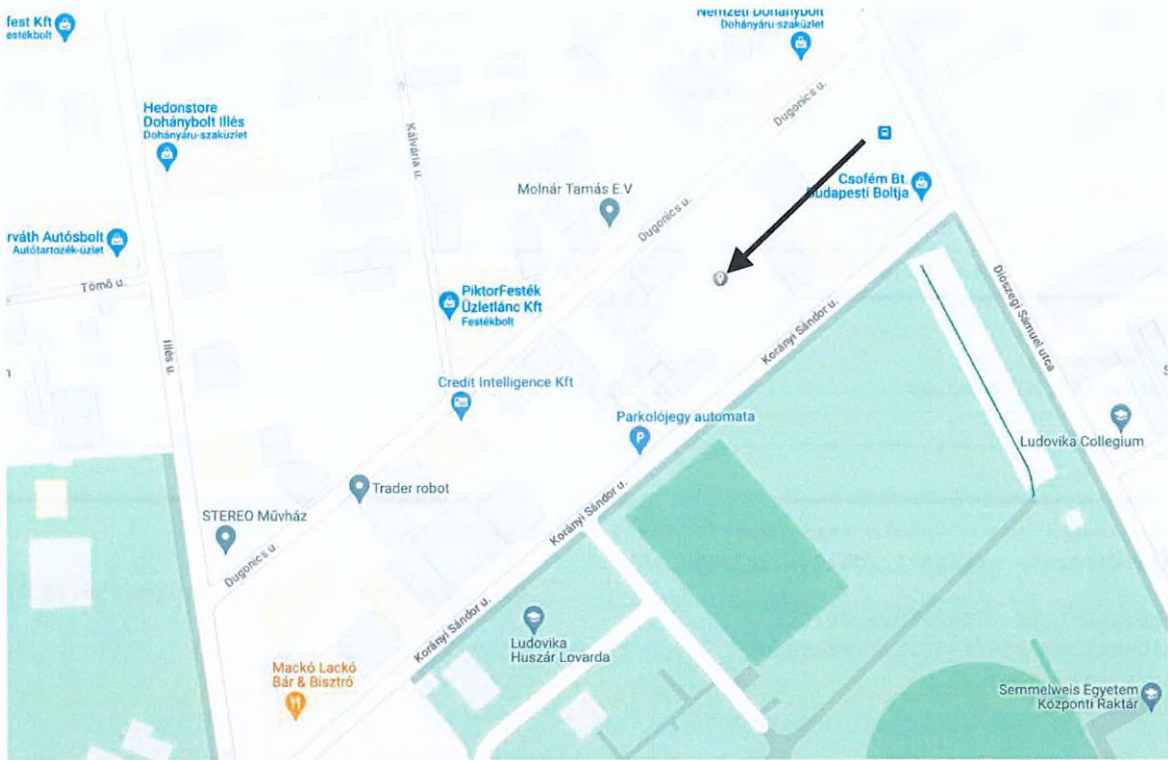 fest Kft
estékbolt
Nemzeti Dohánybolt
Dohányáru-szaküzlet
Hedonstore
Dohánybolt Illés
Dohányáru-szaküzlet
Kálvária u.
Dugonics u.
Molnár Tamás E.V
Dugonics u.
Csofém Bt.
Budapesti Boltja
rváth Autósbolt
Autótartozék-üzlet
Tömő u.
Illés u.
PiktorFesték
Üzletlánc Kft
Festékbolt
Korányi Sándor u.
Diószegi Sámuel utca
Credit Intelligence Kft
Parkolójegy automata
P
Ludovika Collegium
Trader robot
STEREO Művház
Dugonics u.
Korányi Sándor u.
Korányi Sándor u.
Ludovika
Huszár Lovarda
Mackó Lackó
Bár & Bisztró
Semmelweis Egyetem
Központi Raktár